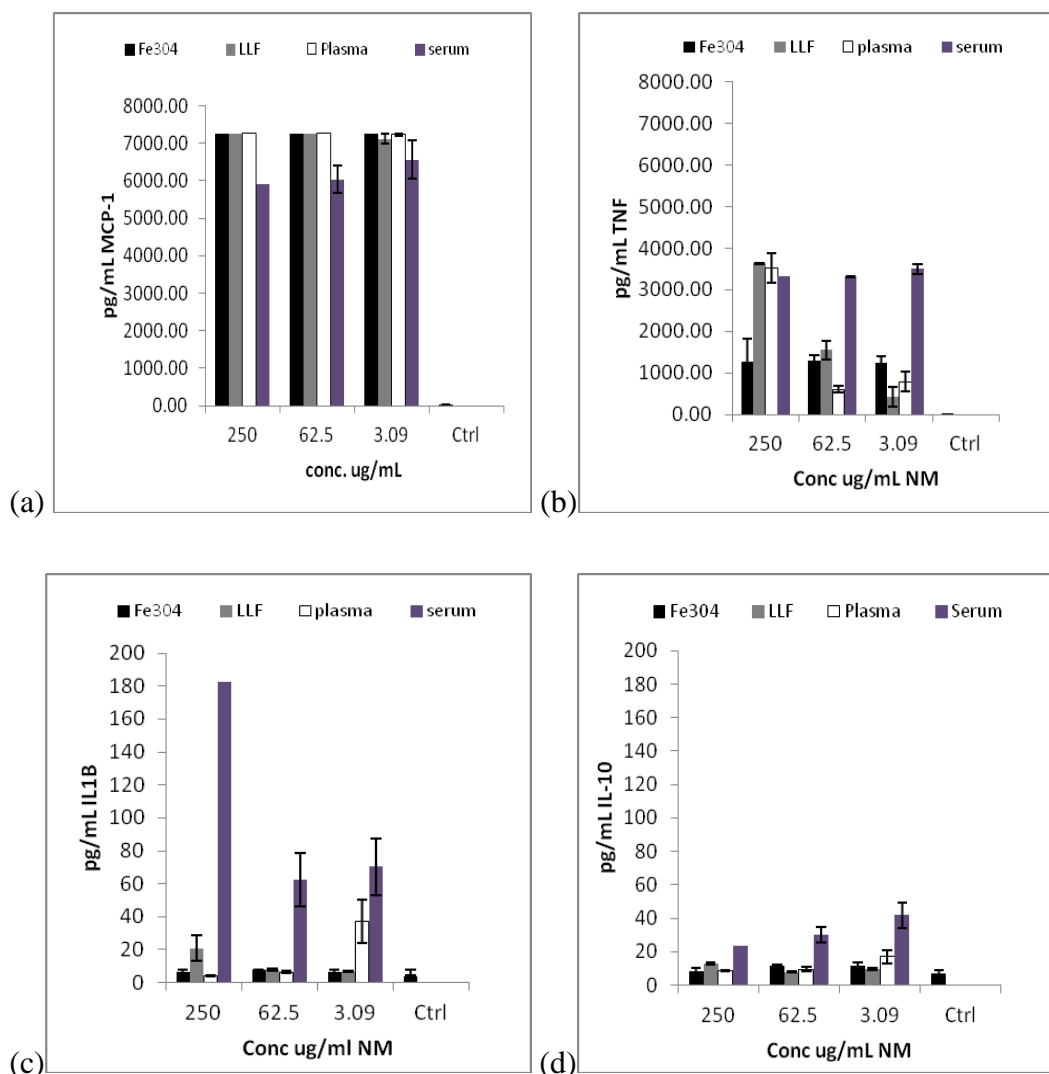 Fe304 LLF Plasma serum
8000.00
7000.00
6000.00
5000.00
4000.00
3000.00
2000.00
1000.00
0.00
pg/mL MCP-1
250 62.5 3.09 Ctrl
conc. ug/mL
(a)
Fe304 LLF plasma serum
8000.00
7000.00
6000.00
5000.00
4000.00
3000.00
2000.00
1000.00
0.00
pg/mL TNF
250 62.5 3.09 Ctrl
Conc ug/mL NM
(b)
Fe304 LLF plasma serum
200
180
160
140
120
100
80
60
40
20
0
pg/mL IL1B
250 62.5 3.09 Ctrl
Conc ug/ml NM
(c)
Fe304 LLF Plasma Serum
200
180
160
140
120
100
80
60
40
20
0
pg/mL IL-10
250 62.5 3.09 Ctrl
Conc ug/mL NM
(d)